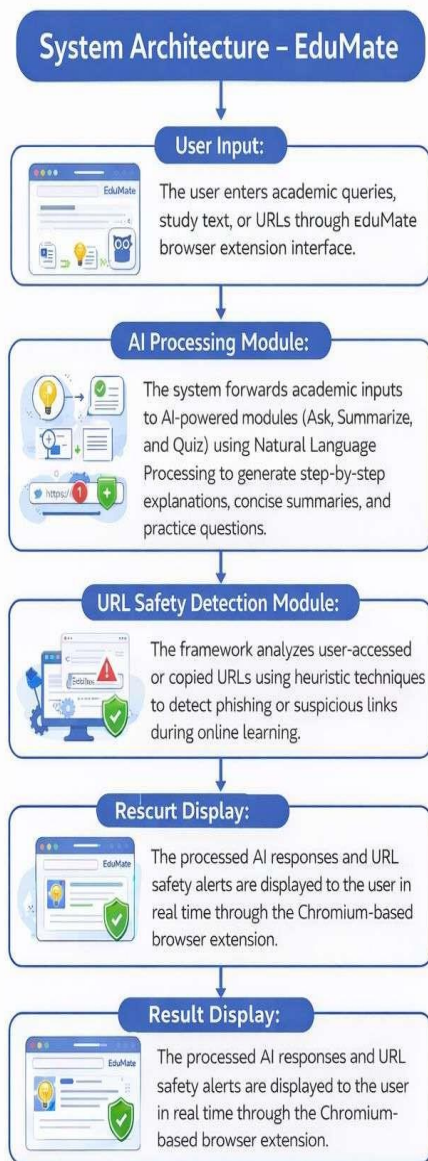 System Architecture – EduMate
User Input:
EduMate
The user enters academic queries,
study text, or URLs through EduMate
browser extension interface.
AI Processing Module:
https://
1
The system forwards academic inputs
to AI-powered modules (Ask, Summarize,
and Quiz) using Natural Language
Processing to generate step-by-step
explanations, concise summaries, and
practice questions.
URL Safety Detection Module:
The framework analyzes user-accessed
or copied URLs using heuristic techniques
to detect phishing or suspicious links
during online learning.
Rescurt Display:
EduMate
The processed AI responses and URL
safety alerts are displayed to the user in
real time through the Chromium-based
browser extension.
Result Display:
EduMate
The processed AI responses and URL
safety alerts are displayed to the user
in real time through the Chromium-
based browser extension.